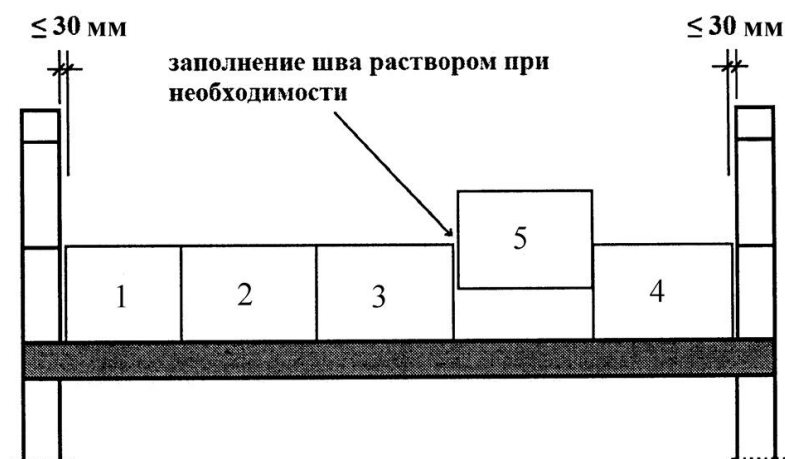 ≤ 30 мм
≤ 30 мм
заполнение шва раствором при
необходимости
5
1
2
3
4